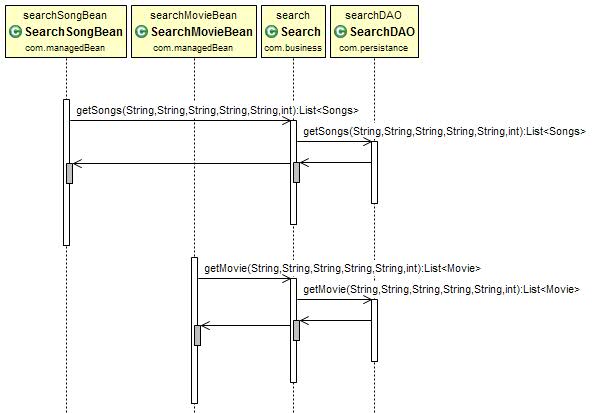 searchSongBean
C SearchSongBean
com.managedBean
searchMovieBean
C SearchMovieBean
com.managedBean
search
C Search
com.business
searchDAO
C SearchDAO
com.persistance
getSongs(String,String,String,String,String,int):List<Songs>
getSongs(String,String,String,String,String,int):List<Songs>
getMovie(String,String,String,String,String,int):List<Movie>
getMovie(String,String,String,String,String,int):List<Movie>